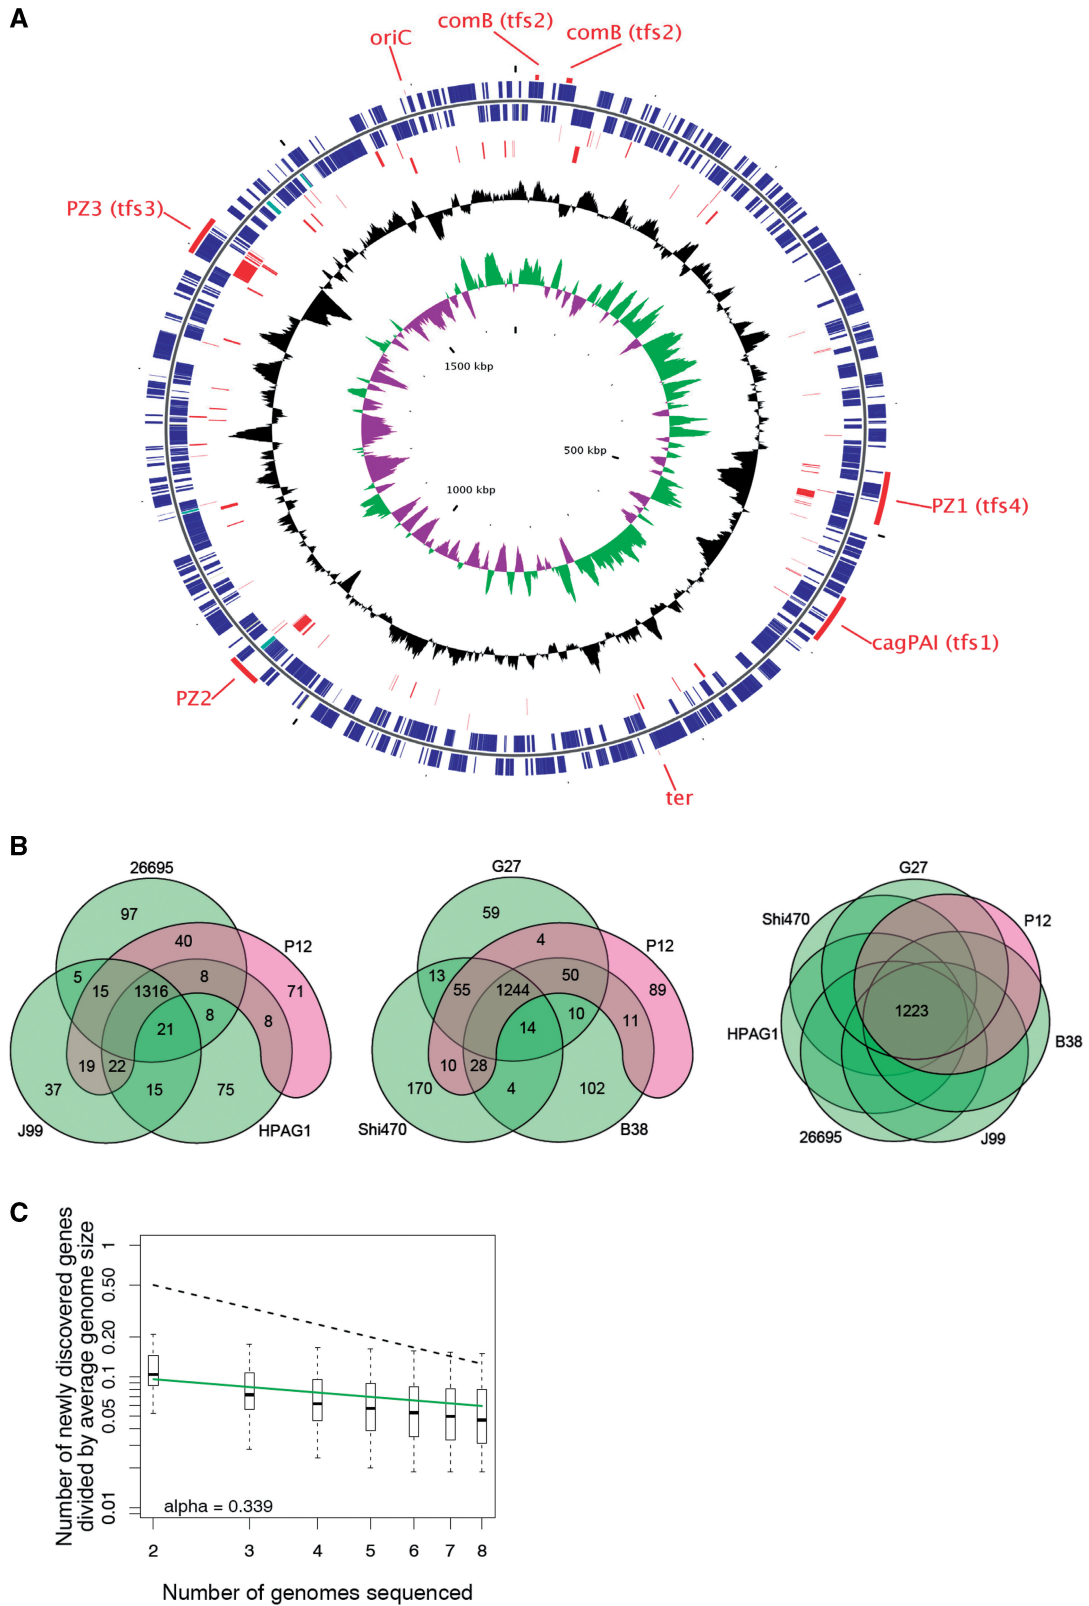 A
comB (tfs2)
comB (tfs2)
oriC
PZ3 (tfs3)
1500 kbp
500 kbp
1000 kbp
PZ1 (tfs4)
cagPAI (tfs1)
PZ2
ter
B
26695
97
40
P12
5
15
1316
8
71
21
8
8
19
22
37
15
75
J99
HPAG1
G27
59
4
P12
13
55
1244
50
89
14
10
11
10
28
170
4
102
Shi470
B38
G27
Shi470
P12
1223
HPAG1
B38
26695
J99
C
Number of newly discovered genes
divided by average genome size
1
0.50
0.20
0.1
0.05
0.01
alpha = 0.339
2 3 4 5 6 7 8
Number of genomes sequenced